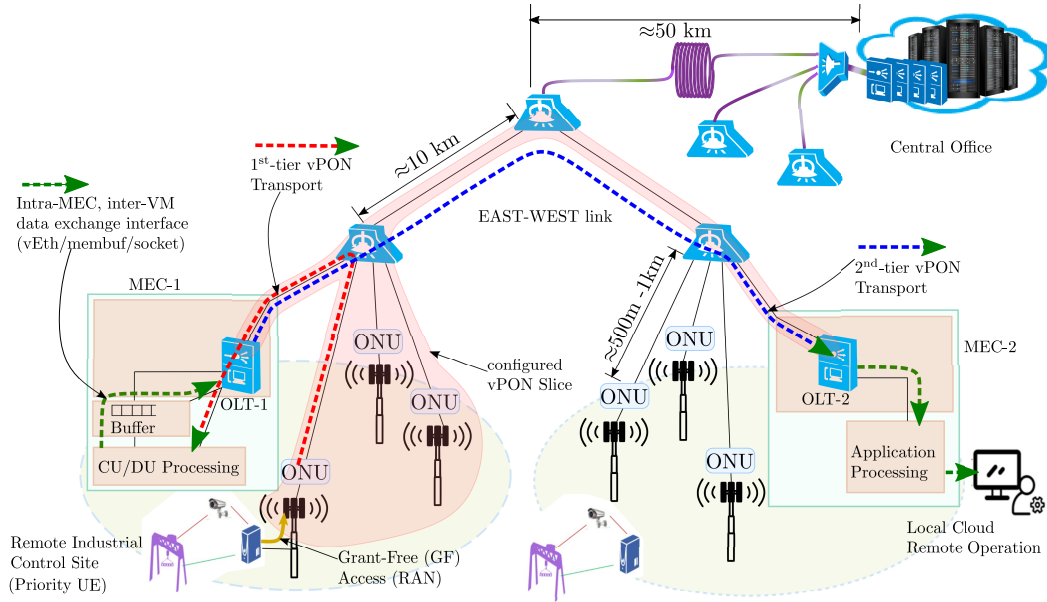 ≈50 km
Central Office
≈10 km
1st-tier vPON
Transport
Intra-MEC, inter-VM
data exchange interface
(vEth/membuf/socket)
EAST-WEST link
2nd-tier vPON
Transport
MEC-1
≈500m -1km
MEC-2
ONU
ONU
configured
vPON Slice
ONU
ONU
OLT-1
OLT-2
Buffer
CU/DU Processing
ONU
ONU
Application
Processing
Remote Industrial
Control Site
(Priority UE)
Grant-Free (GF)
Access (RAN)
Local Cloud
Remote Operation